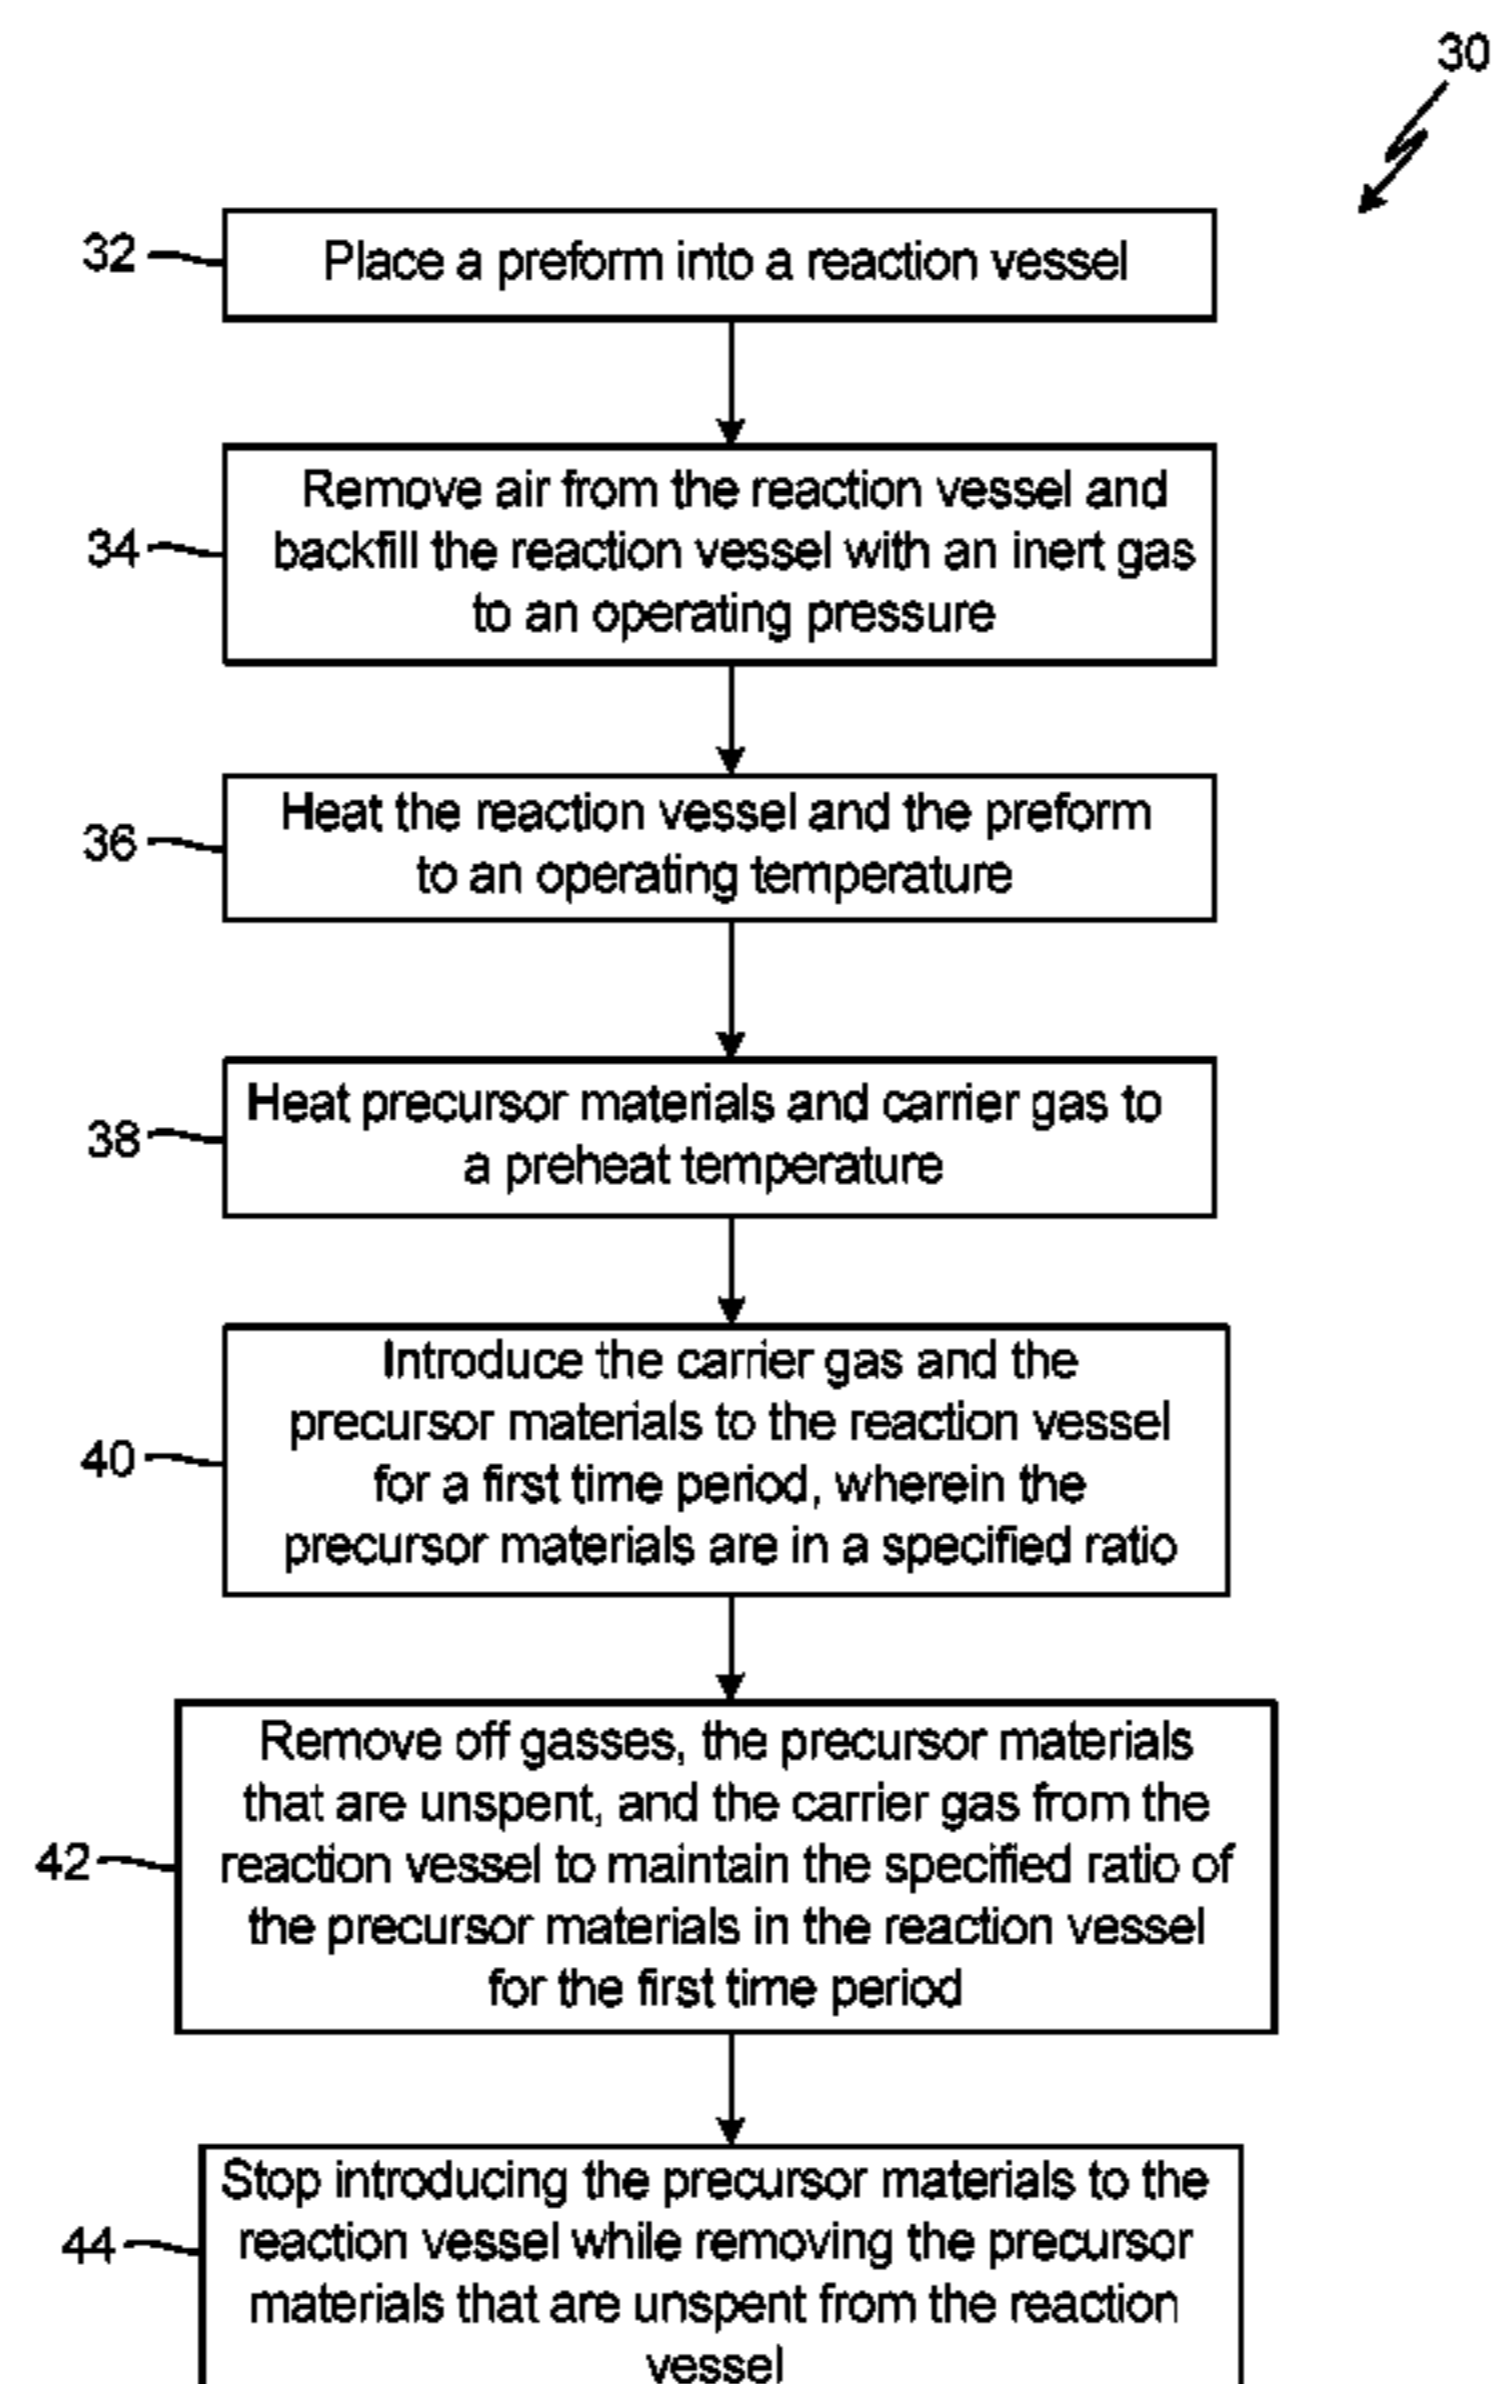 30
32
Place a preform into a reaction vessel
34
Remove air from the reaction vessel and
backfill the reaction vessel with an inert gas
to an operating pressure
36
Heat the reaction vessel and the preform
to an operating temperature
38
Heat precursor materials and carrier gas to
a preheat temperature
40
Introduce the carrier gas and the
precursor materials to the reaction vessel
for a first time period, wherein the
precursor materials are in a specified ratio
42
Remove off gasses, the precursor materials
that are unspent, and the carrier gas from the
reaction vessel to maintain the specified ratio of
the precursor materials in the reaction vessel
for the first time period
44
Stop introducing the precursor materials to the
reaction vessel while removing the precursor
materials that are unspent from the reaction
vessel